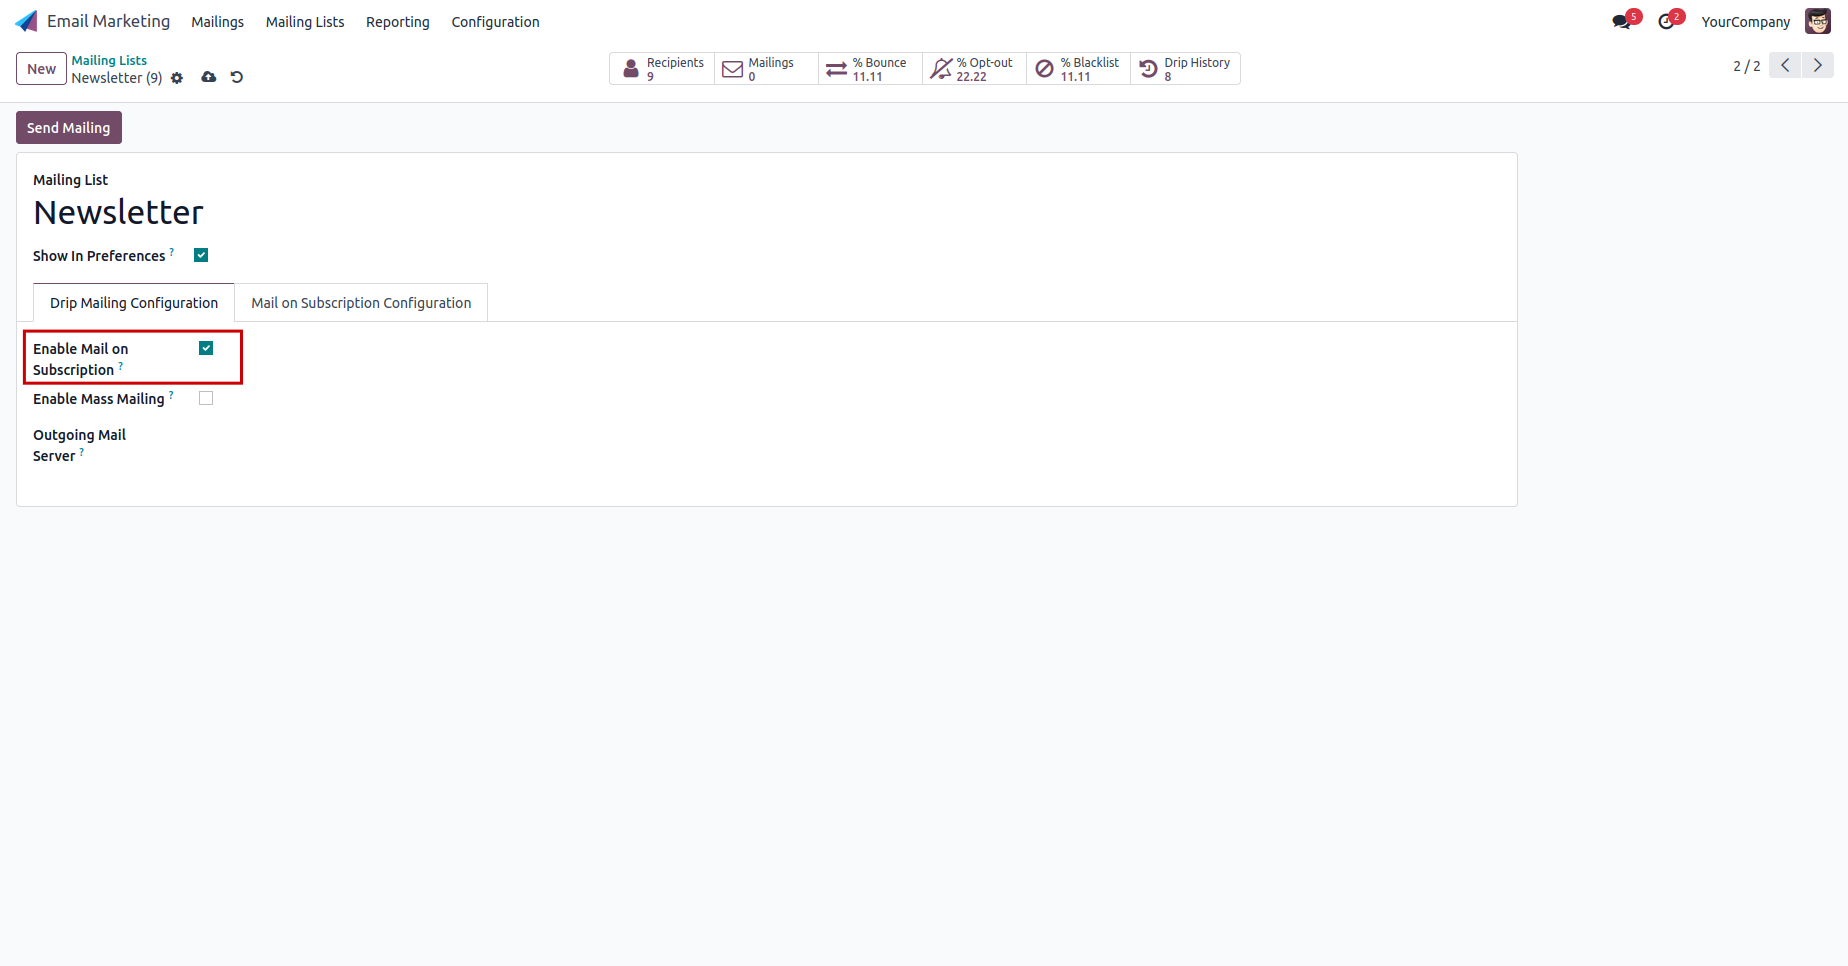 Email Marketing Mailings Mailing Lists Reporting Configuration 5 2 YourCompany
New
Mailing Lists
Newsletter (9)
Recipients
9
Mailings
0
% Bounce
11.11
% Opt-out
22.22
% Blacklist
11.11
Drip History
8
2 / 2
Send Mailing
Mailing List
Newsletter
Show In Preferences ?
Drip Mailing Configuration Mail on Subscription Configuration
Enable Mail on
Subscription ?
Enable Mass Mailing ?
Outgoing Mail
Server ?